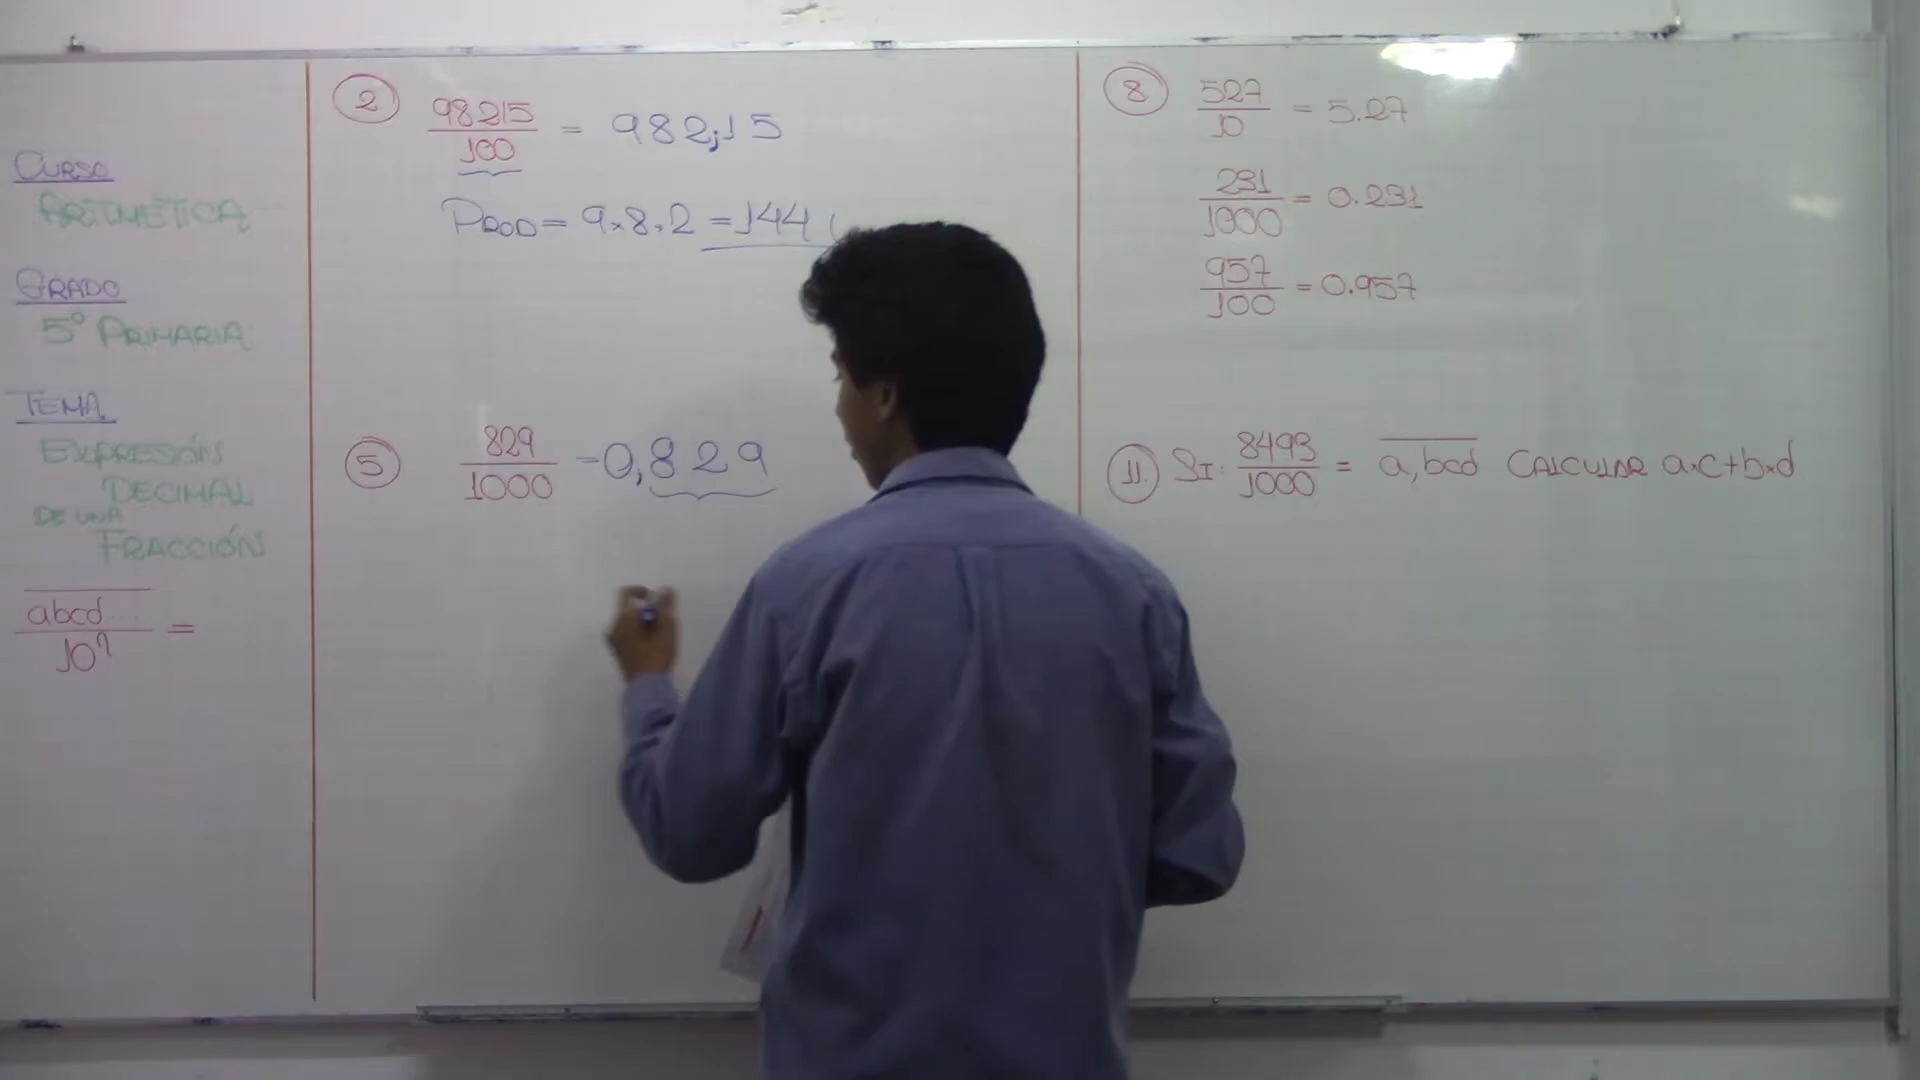 CURSO
ARITMÉTICA
GRADO
5° PRIMARIA
TEMA
EXPRESIÓN
DECIMAL
DE UNA
FRACCIÓN
abcd...
10ⁿ =
2
98215
100 = 982,15
PROD = 9×8×2 = 144
5
829
1000 = 0,829
8
527
10 = 5.27
231
1000 = 0.231
957
100 = 0.957
11. SI: 8493
1000 = a,bcd CALCULAR a×c+b×d